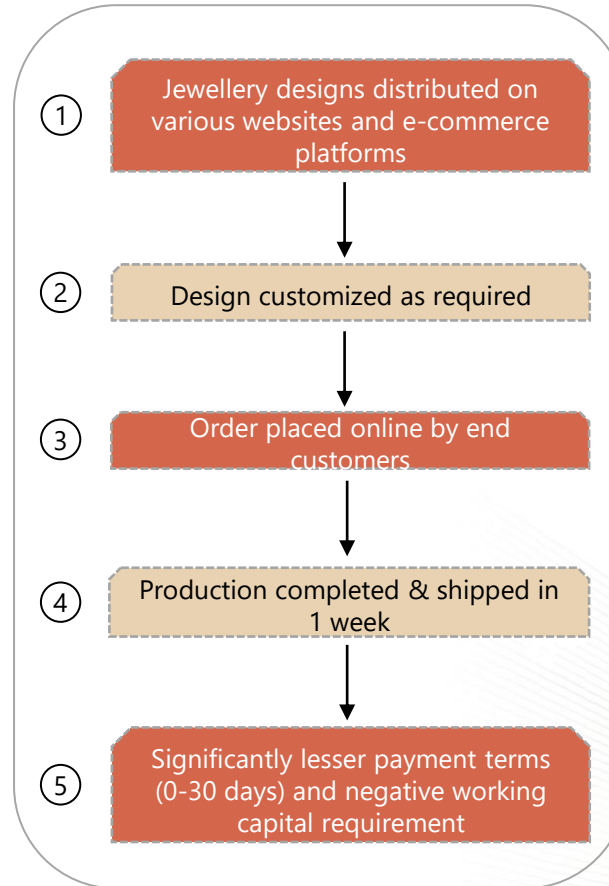 1
Jewellery designs distributed on
various websites and e-commerce
platforms
2
Design customized as required
3
Order placed online by end
customers
4
Production completed & shipped in
1 week
5
Significantly lesser payment terms
(0-30 days) and negative working
capital requirement